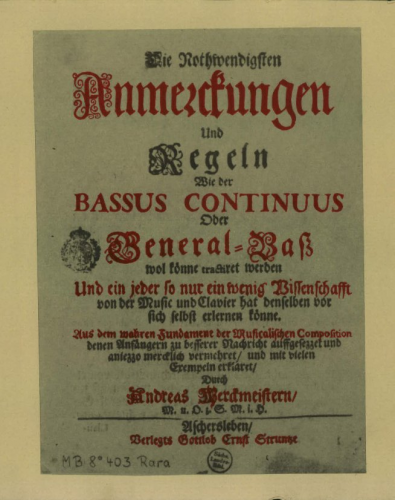 Die Nothwendigsten
Anmerckungen
Und
Regeln
Wie der
BASSUS CONTINUUS
Oder
General-Baß
wol könne tractiret werden
Und ein jeder so nur ein wenig Wissenschafft
von der Music und Clavier hat denselben vor
sich selbst erlernen könne.
Aus dem wahren Fundament der Musicalischen Composition
denen Anfängern zu besserer Nachricht auffgesetzet und
aniezzo mercklich vermehret/ und mit vielen
Exempeln erkläret/
Durch
Andreas Werckmeistern/
M. u. O. z. S. M. i. H.
Aschersleben/
Verlegts Gottlob Ernst Struntze
MB 8° 403 Rara